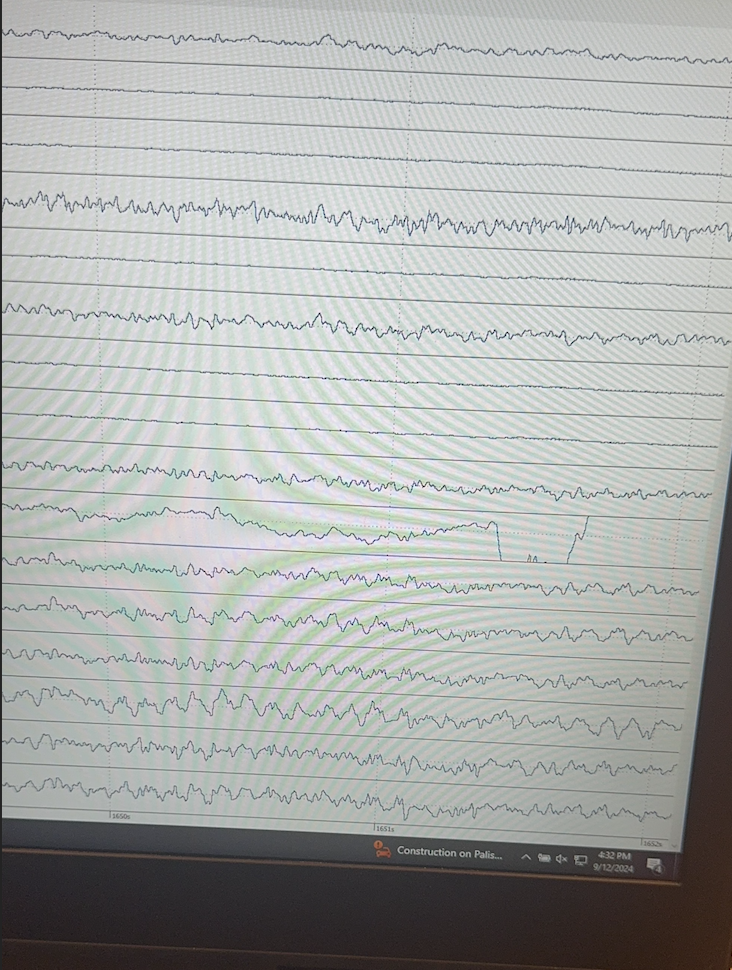 1650s
1651s
1652s
Construction on Palis...
4:32 PM
9/12/2024